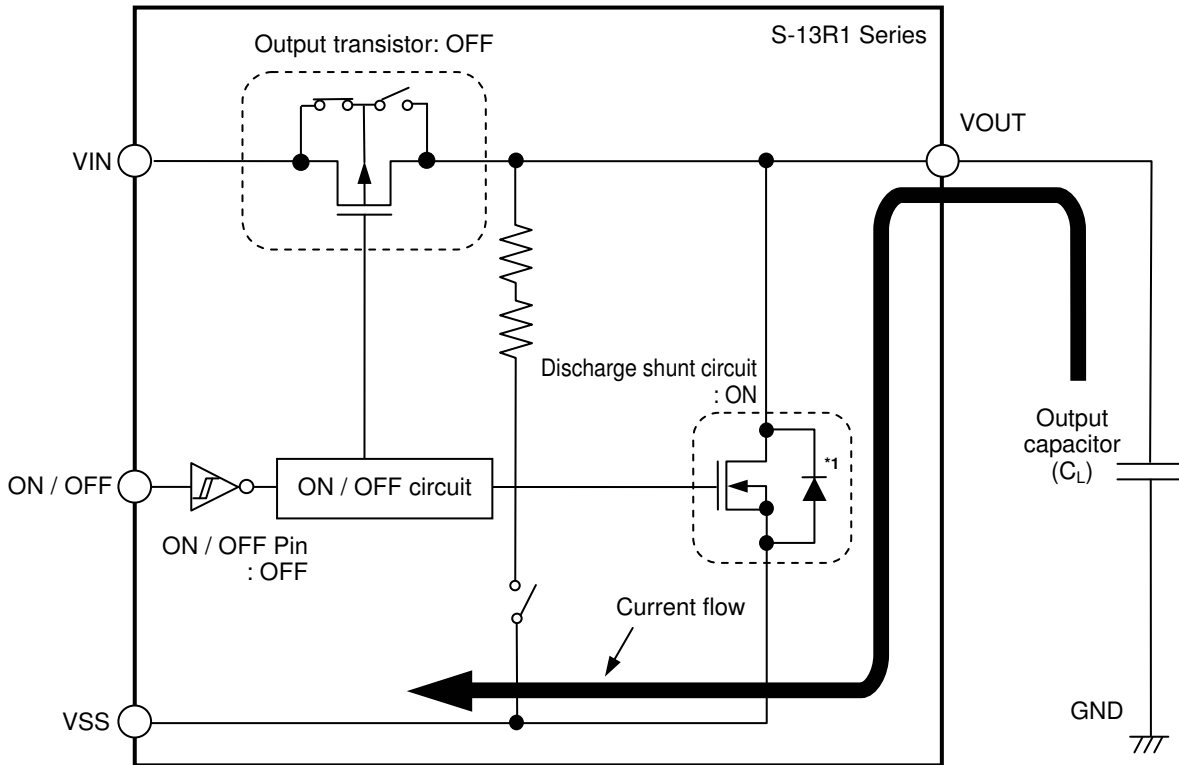 S-13R1 Series
Output transistor: OFF
VOUT
VIN
Discharge shunt circuit
: ON
*1
Output
capacitor
(CL)
ON / OFF
ON / OFF circuit
ON / OFF Pin
: OFF
Current flow
VSS
GND